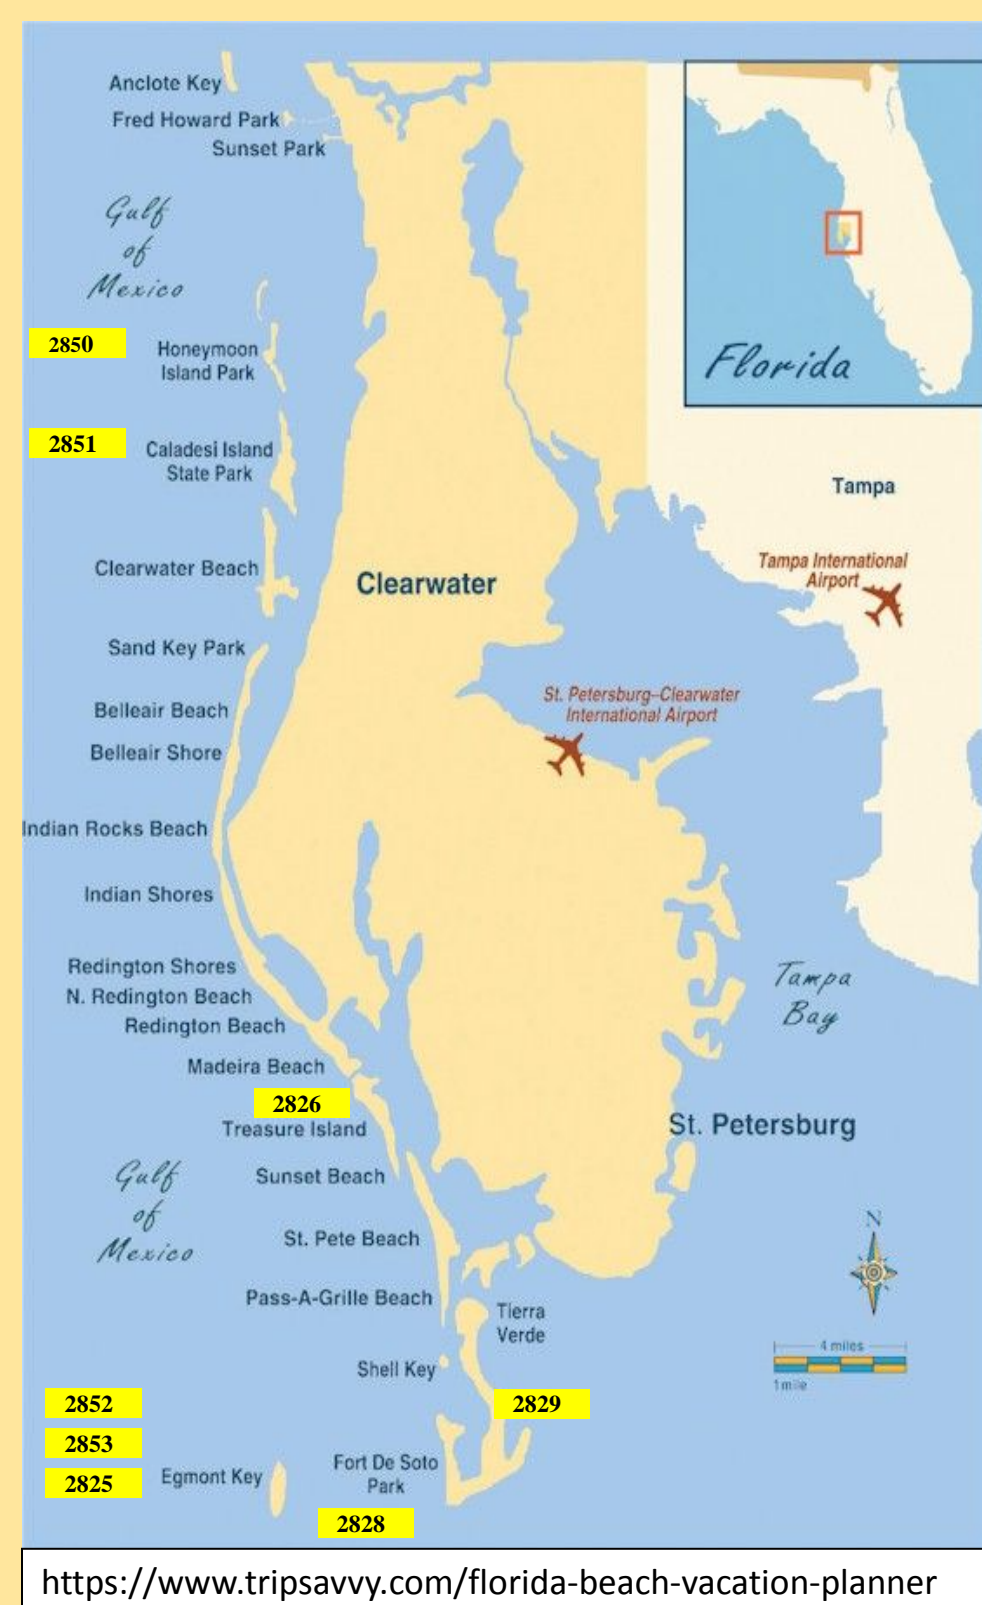 Anclote Key
Fred Howard Park
Sunset Park
Gulf
of
Mexico
2850
Honeymoon
Island Park
Florida
2851
Caladesi Island
State Park
Tampa
Clearwater Beach
Clearwater
Tampa International
Airport
Sand Key Park
Belleair Beach
St. Petersburg–Clearwater
International Airport
Belleair Shore
Indian Rocks Beach
Indian Shores
Redington Shores
N. Redington Beach
Redington Beach
Tampa
Bay
Madeira Beach
2826
Treasure Island
St. Petersburg
Sunset Beach
Gulf
of
Mexico
St. Pete Beach
N
Pass-A-Grille Beach
Tierra
Verde
Shell Key
4 miles
1 mile
2852
2829
2853
2825
Egmont Key
Fort De Soto
Park
2828
https://www.tripsavvy.com/florida-beach-vacation-planner